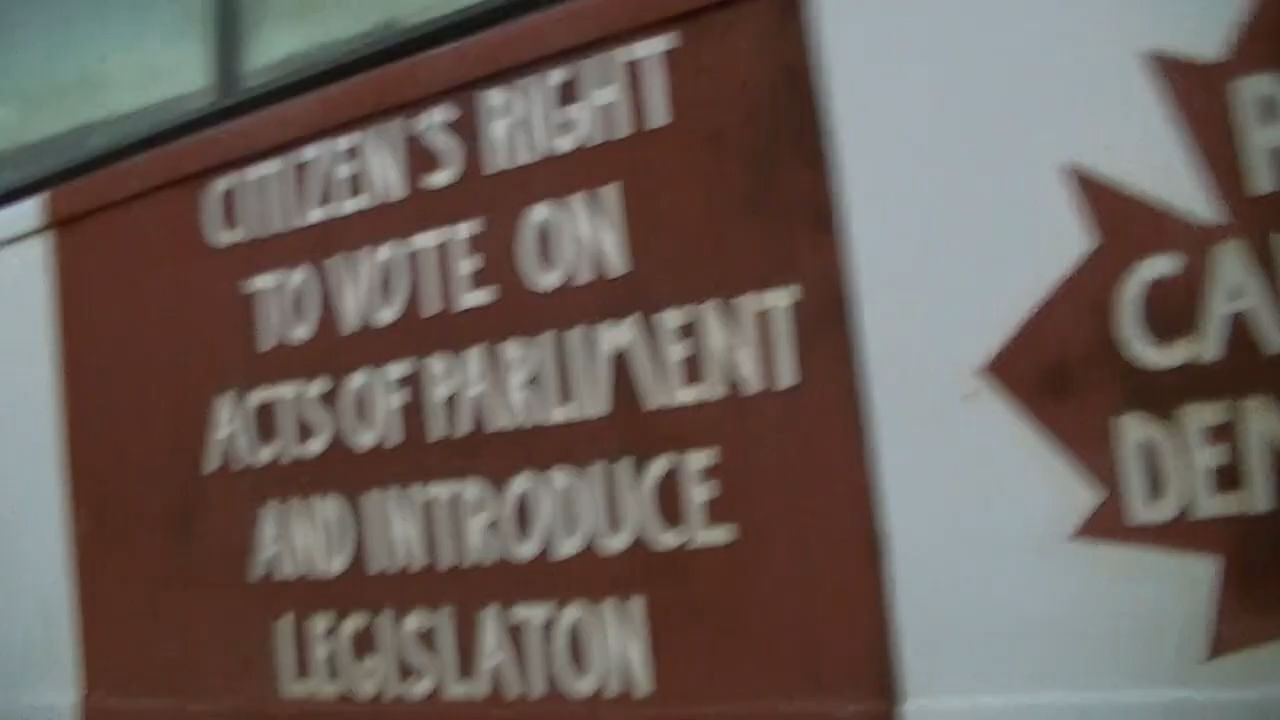 CITIZEN'S RIGHT
TO VOTE ON
ACTS OF PARLIMENT
AND INTRODUCE
LEGISLATON